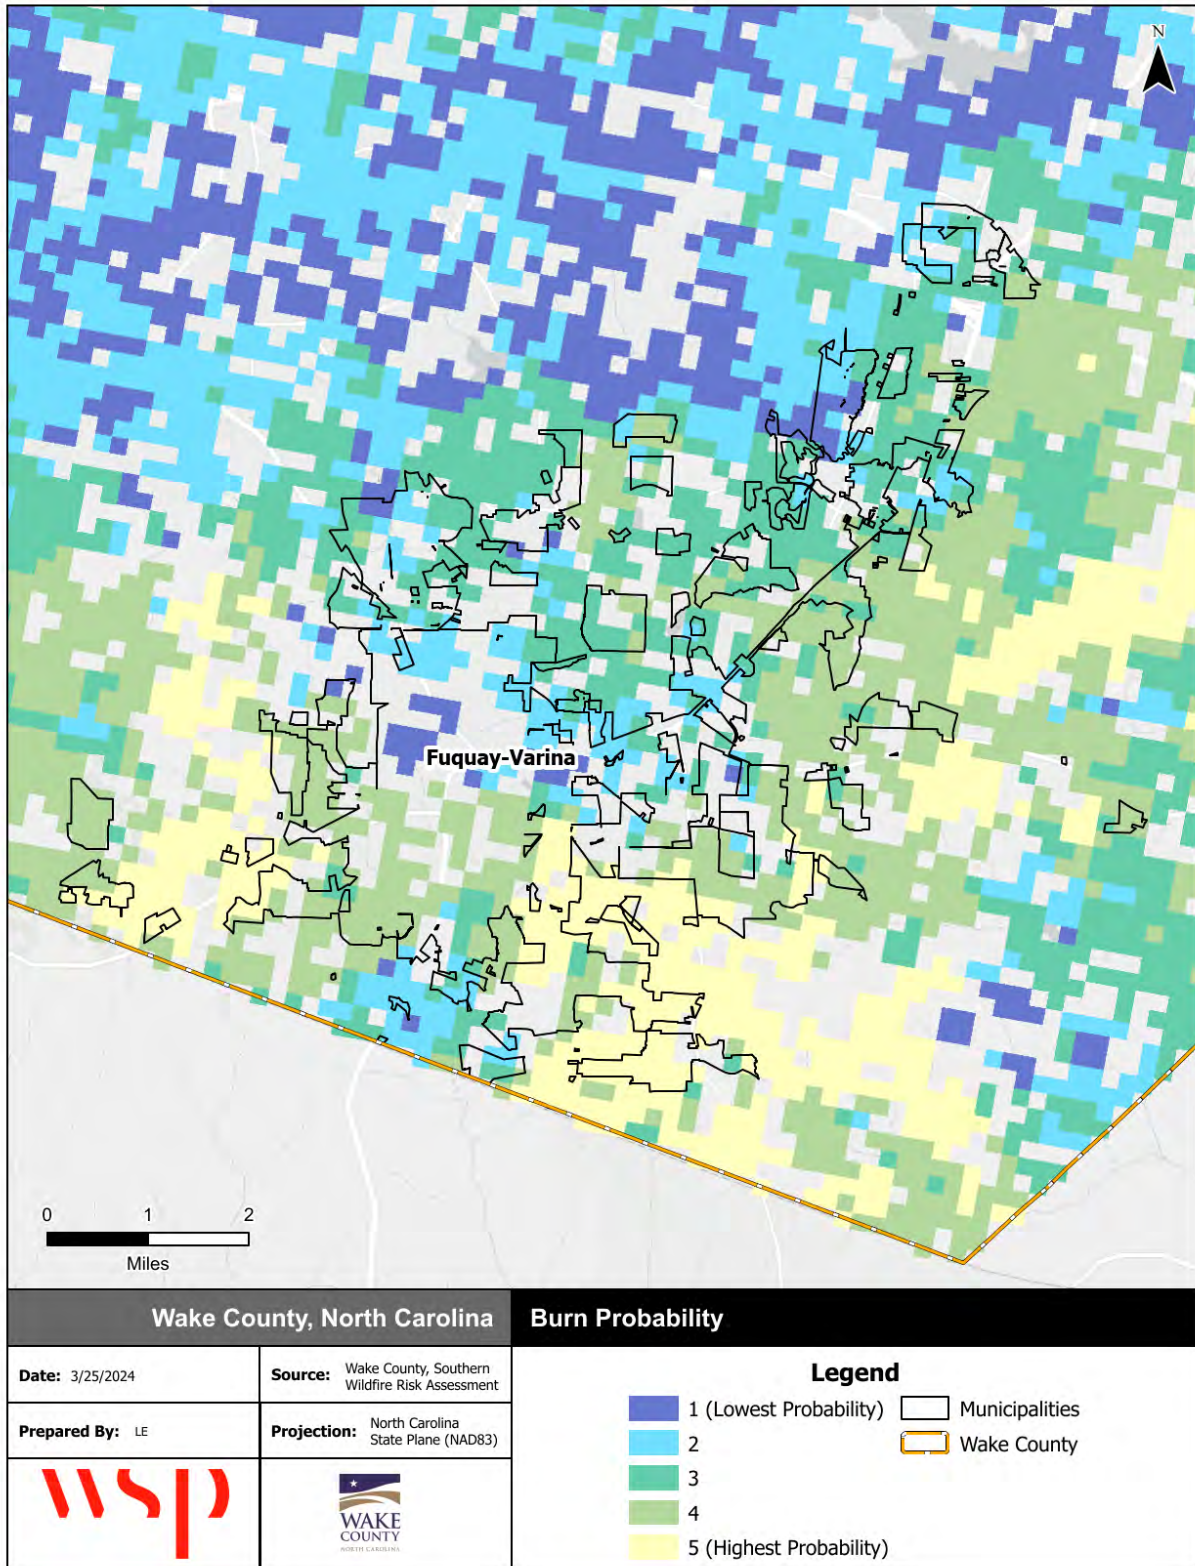 N
Fuquay-Varina
0 1 2
Miles
Wake County, North Carolina
Burn Probability
Date: 3/25/2024
Source: Wake County, Southern
Wildfire Risk Assessment
Prepared By: LE
Projection: North Carolina
State Plane (NAD83)
wsp
WAKE
COUNTY
NORTH CAROLINA
Legend
1 (Lowest Probability)
2
3
4
5 (Highest Probability)
Municipalities
Wake County